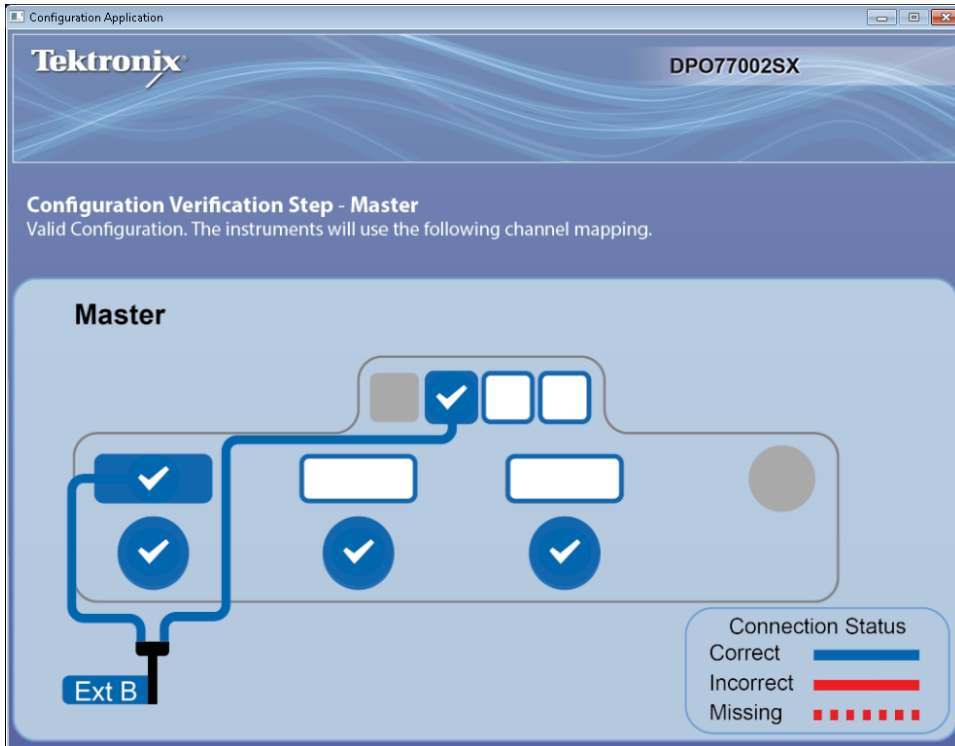 Configuration Application
Tektronix
DPO77002SX
Configuration Verification Step - Master
Valid Configuration. The instruments will use the following channel mapping.
Master
Ext B
Connection Status
Correct
Incorrect
Missing